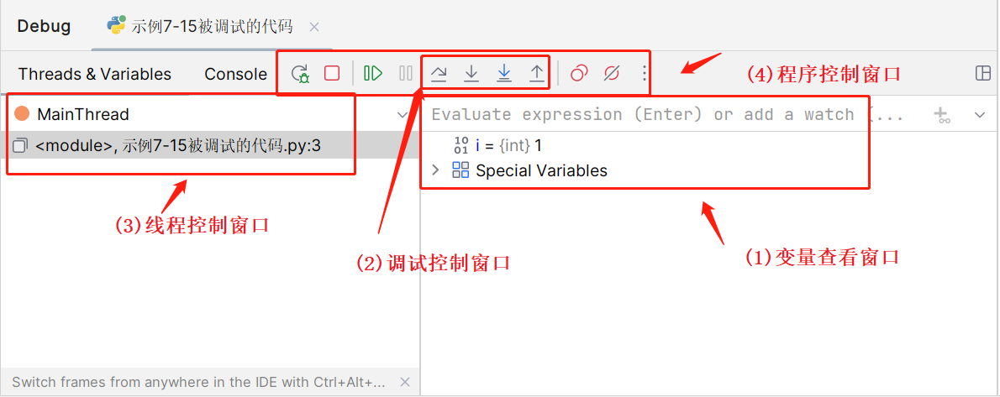 Debug
示例7-15被调试的代码
Threads & Variables
Console
(4)程序控制窗口
MainThread
Evaluate expression (Enter) or add a watch (...
<module>, 示例7-15被调试的代码.py:3
i = {int} 1
Special Variables
(3)线程控制窗口
(2)调试控制窗口
(1)变量查看窗口
Switch frames from anywhere in the IDE with Ctrl+Alt+...